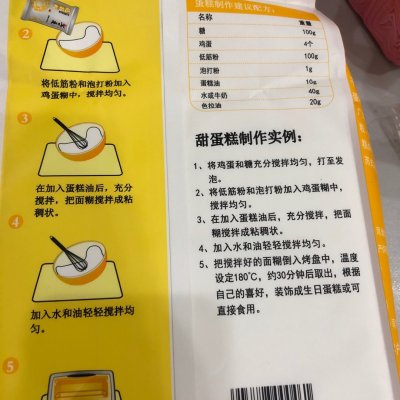 2
将低筋粉和泡打粉加入
鸡蛋糊中，搅拌均匀。
3
在加入蛋糕油后，充分
搅拌，把面糊搅拌成粘
稠状。
4
加入水和油轻轻搅拌均
匀。
5
蛋糕制作建议配方：
名称 重量
糖 100g
鸡蛋 4个
低筋粉 100g
泡打粉 1g
蛋糕油 10g
水或牛奶 40g
色拉油 20g
甜蛋糕制作实例：
1、将鸡蛋和糖充分搅拌均匀，打至发
泡。
2、将低筋粉和泡打粉加入鸡蛋糊中，
搅拌均匀。
3、在加入蛋糕油后，充分搅拌，把面
糊搅拌成粘稠状。
4、加入水和油轻轻搅拌均匀。
5、把搅拌好的面糊倒入烤盘中，温度
设定180℃，约30分钟后取出，根据
自己的喜好，装饰成生日蛋糕或可
直接食用。